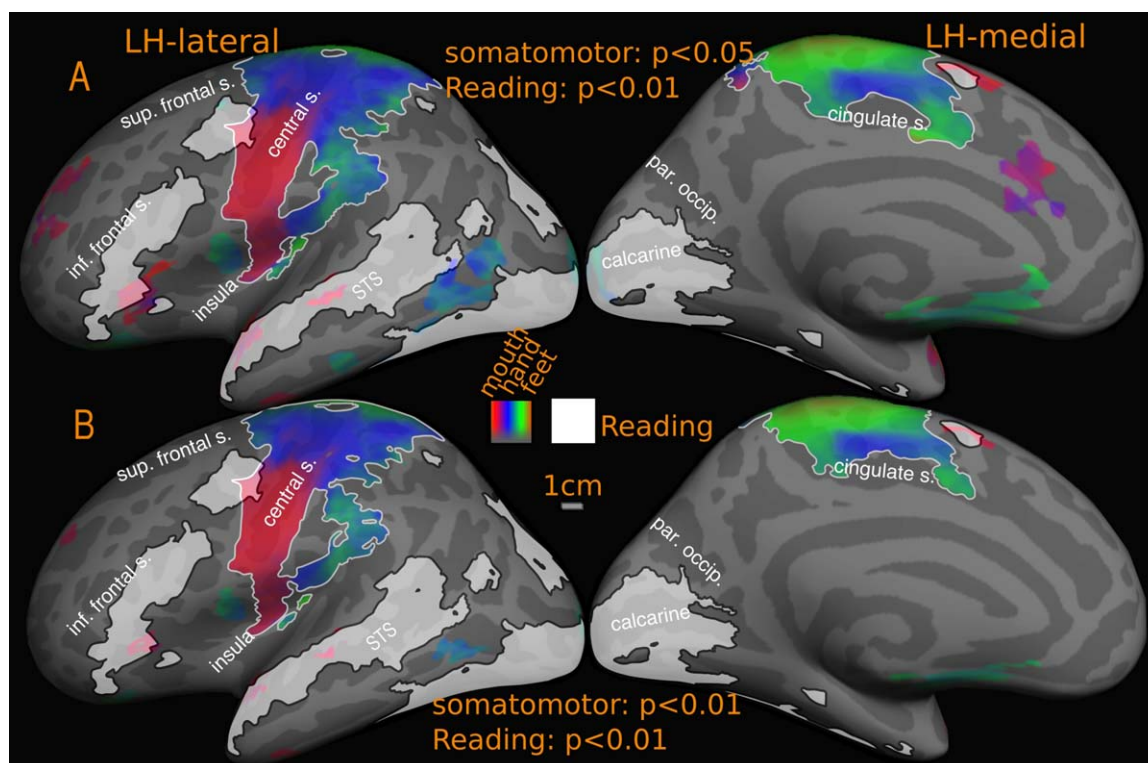 LH-lateral
LH-medial
A
somatomotor: p<0.05
Reading: p<0.01
sup. frontal s.
central s.
inf. frontal s.
insula
STS
cingulate s.
par. occip.
calcarine
mouth
hand
feet
Reading
1cm
B
sup. frontal s.
central s.
inf. frontal s.
insula
STS
cingulate s.
par. occip.
calcarine
somatomotor: p<0.01
Reading: p<0.01